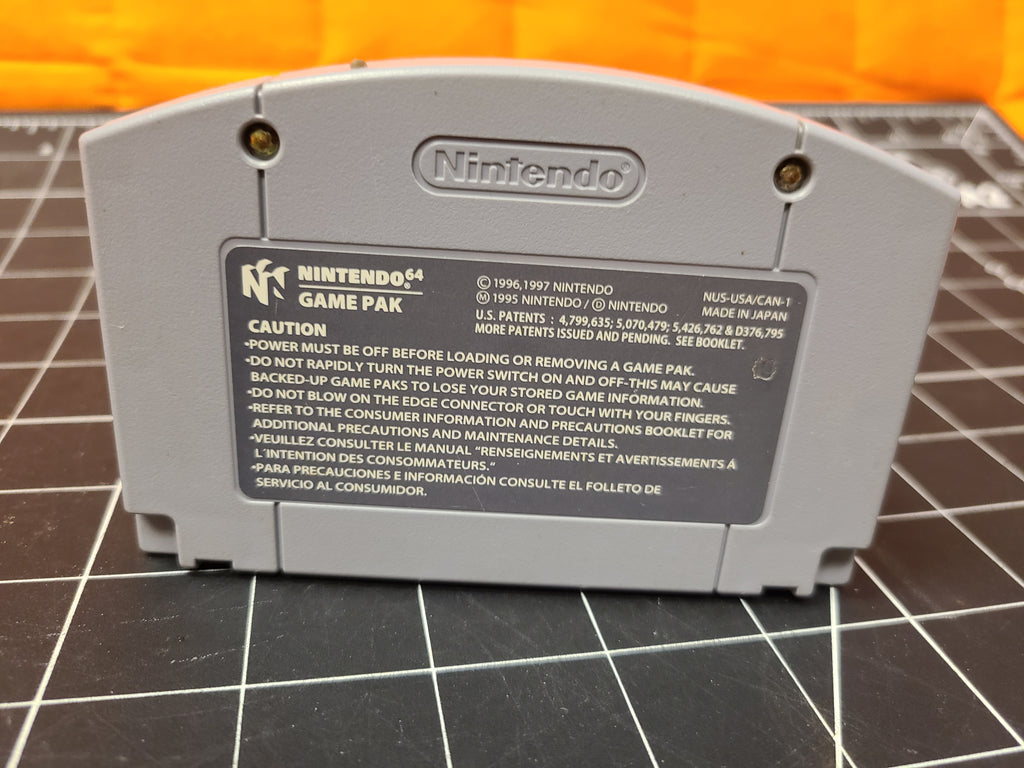 Nintendo®
NINTENDO⁶⁴®
GAME PAK
©1996,1997 NINTENDO
Ⓜ 1995 NINTENDO / Ⓓ NINTENDO
NUS-USA/CAN-1
MADE IN JAPAN
U.S. PATENTS : 4,799,635; 5,070,479; 5,426,762 & D376,795
MORE PATENTS ISSUED AND PENDING. SEE BOOKLET.
CAUTION
•POWER MUST BE OFF BEFORE LOADING OR REMOVING A GAME PAK.
•DO NOT RAPIDLY TURN THE POWER SWITCH ON AND OFF-THIS MAY CAUSE
BACKED-UP GAME PAKS TO LOSE YOUR STORED GAME INFORMATION.
•DO NOT BLOW ON THE EDGE CONNECTOR OR TOUCH WITH YOUR FINGERS.
•REFER TO THE CONSUMER INFORMATION AND PRECAUTIONS BOOKLET FOR
ADDITIONAL PRECAUTIONS AND MAINTENANCE DETAILS.
•VEUILLEZ CONSULTER LE MANUAL "RENSEIGNEMENTS ET AVERTISSEMENTS À
L'INTENTION DES CONSOMMATEURS."
•PARA PRECAUCIONES E INFORMACIÓN CONSULTE EL FOLLETO DE
SERVICIO AL CONSUMIDOR.